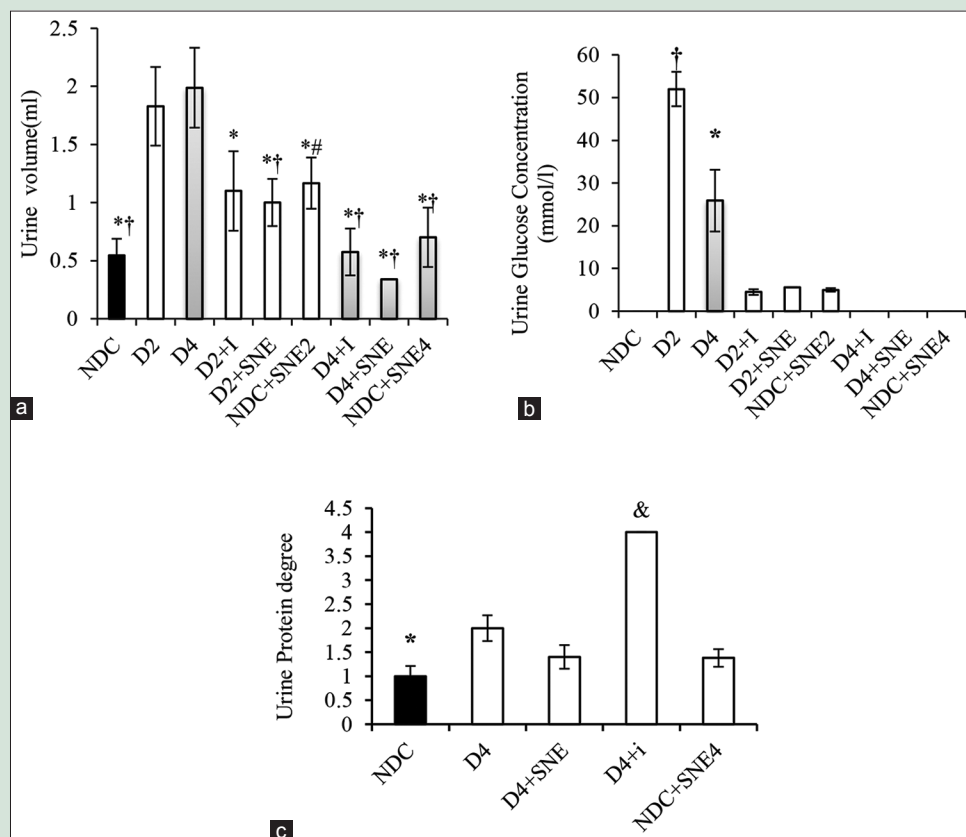 2.5
2
1.5
1
0.5
0
Urine volume(ml)
*†
*
*†
*#
*†
*†
*†
NDC
D2
D4
D2+I
D2+SNE
NDC+SNE2
D4+I
D4+SNE
NDC+SNE4
a
60
50
40
30
20
10
0
Urine Glucose Concentration
(mmol/l)
†
*
NDC
D2
D4
D2+I
D2+SNE
NDC+SNE2
D4+I
D4+SNE
NDC+SNE4
b
4.5
4
3.5
3
2.5
2
1.5
1
0.5
0
Urine Protein degree
*
&
NDC
D4
D4+SNE
D4+i
NDC+SNE4
c